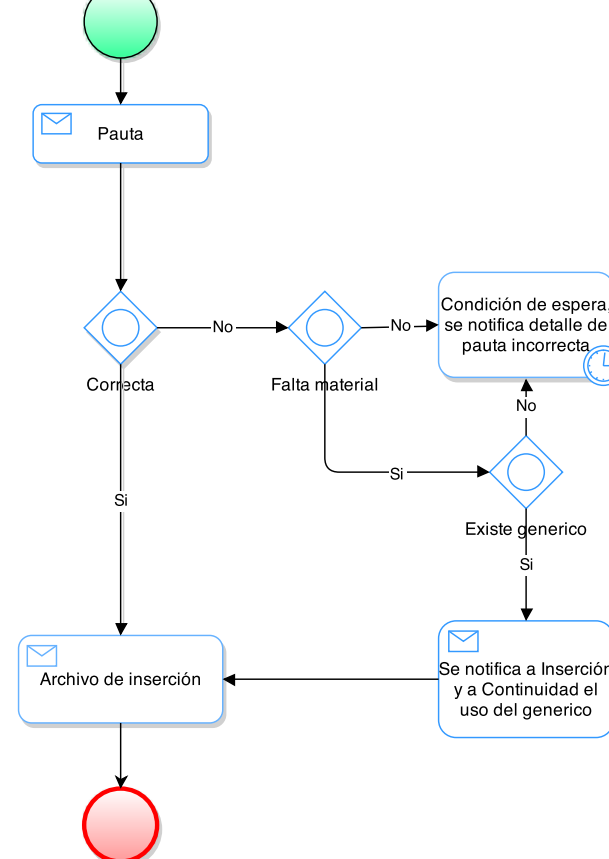 Pauta
Correcta
No
Falta material
No
Condición de espera,
se notifica detalle de
pauta incorrecta
No
Si
Existe generico
Si
Si
Se notifica a Inserción
y a Continuidad el
uso del generico
Archivo de inserción